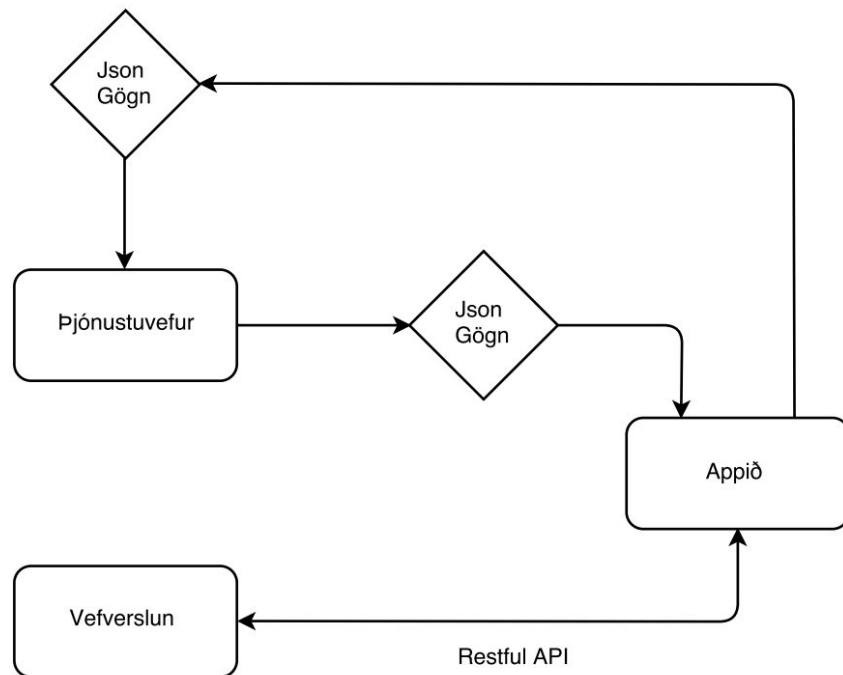 Json
Gögn
Þjónustuvefur
Json
Gögn
Appið
Vefverslun
Restful API